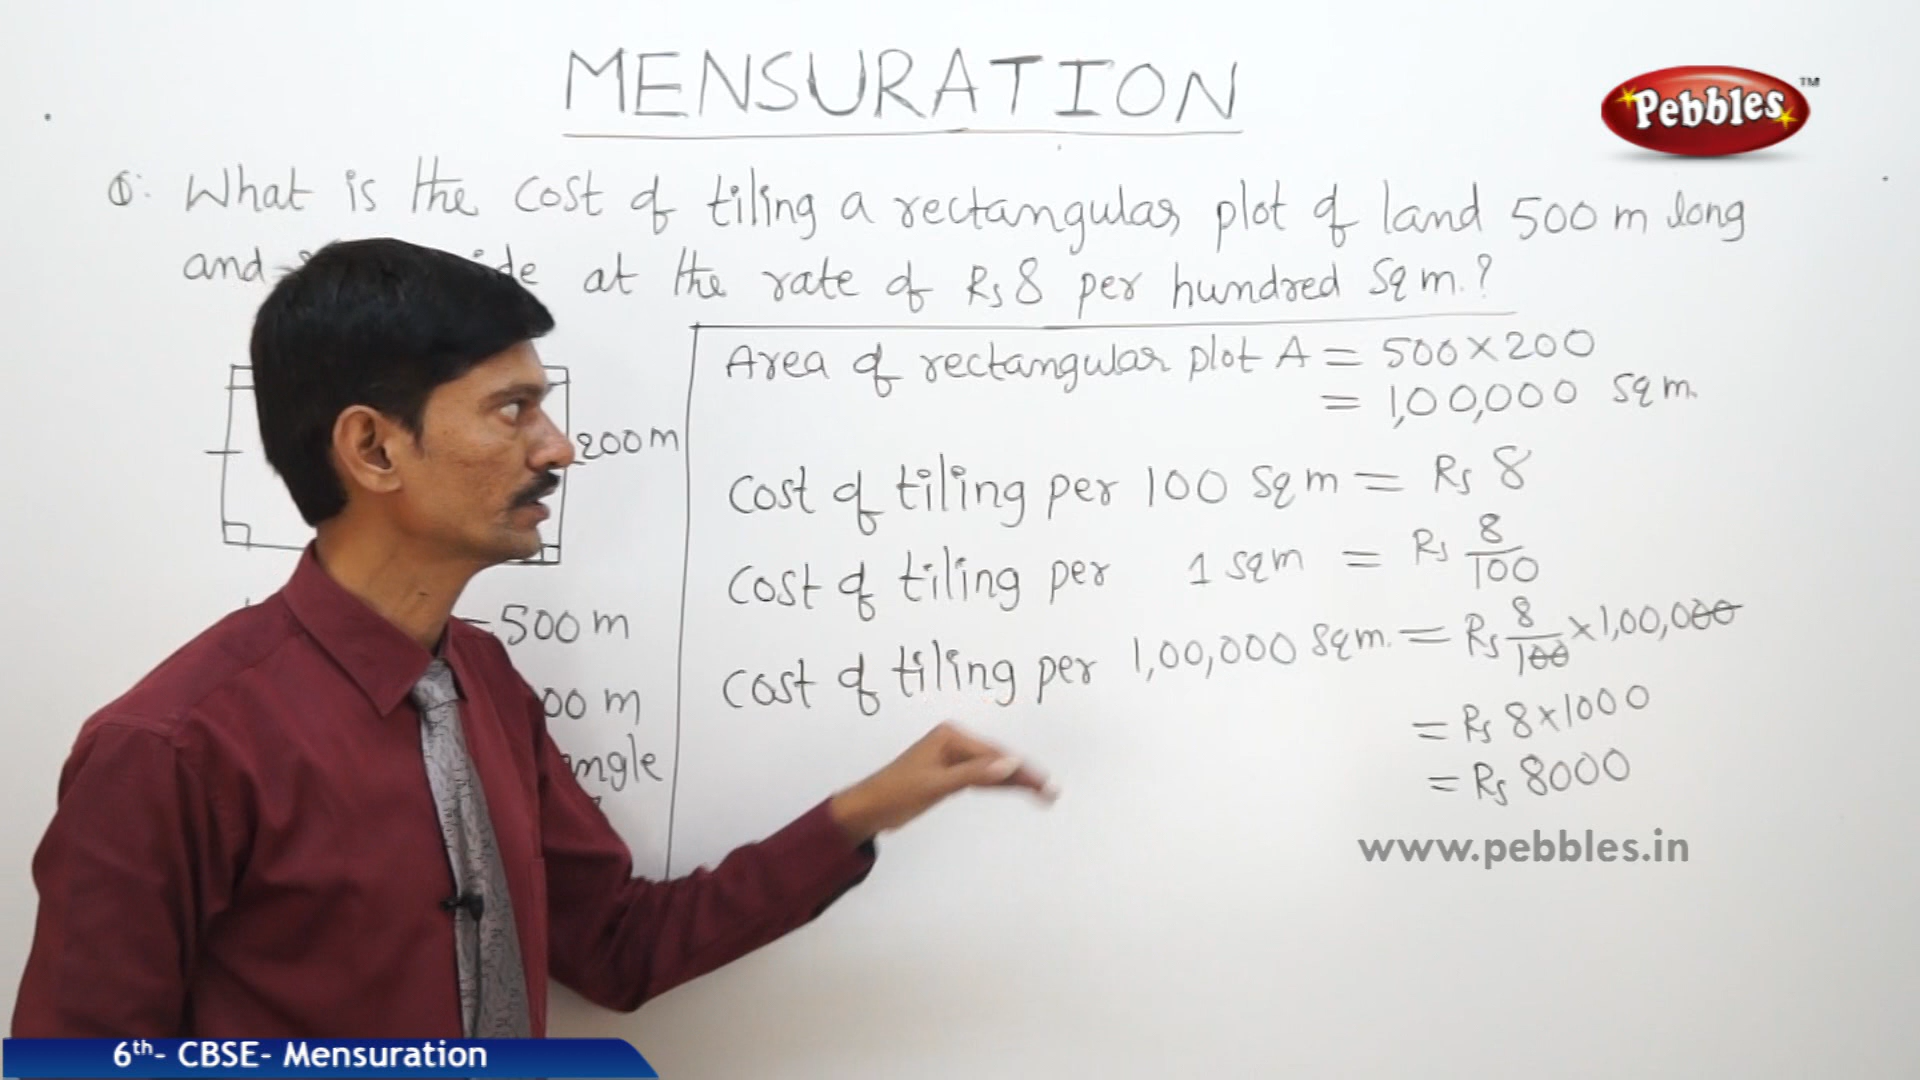 MENSURATION
Pebbles™
Q: What is the cost of tiling a rectangular plot of land 500 m long
and at the rate of Rs 8 per hundred Sq m.?
Area of rectangular plot A = 500×200
= 1,00,000 sq m.
200m
Cost of tiling per 100 sq m = Rs 8
Cost of tiling per 1 sq m = Rs 8/100
= 500 m
Cost of tiling per 1,00,000 sq m. = Rs 8/100 × 1,00,000
00 m
= Rs 8×1000
angle
= Rs 8000
www.pebbles.in
6th- CBSE- Mensuration